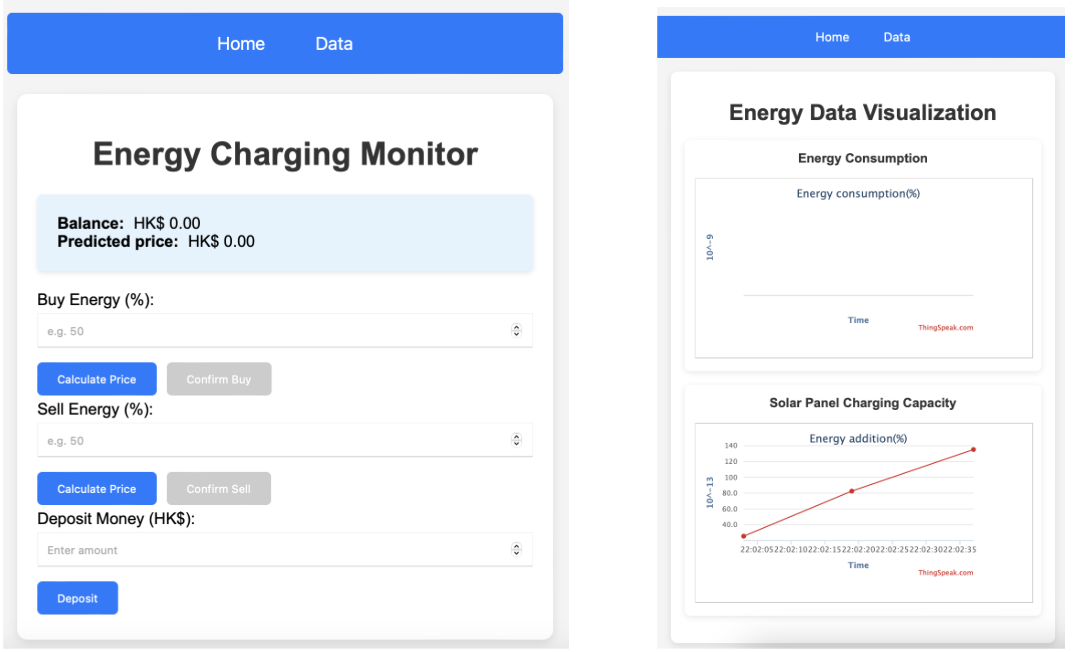 Home Data
Energy Charging Monitor
Balance: HK$ 0.00
Predicted price: HK$ 0.00
Buy Energy (%):
e.g. 50
Calculate Price Confirm Buy
Sell Energy (%):
e.g. 50
Calculate Price Confirm Sell
Deposit Money (HK$):
Enter amount
Deposit
Home Data
Energy Data Visualization
Energy Consumption
Energy consumption(%)
10^-9
Time
ThingSpeak.com
Solar Panel Charging Capacity
Energy addition(%)
140
120
100
80.0
60.0
40.0
10^-13
22:02:05 22:02:10 22:02:15 22:02:20 22:02:25 22:02:30 22:02:35
Time
ThingSpeak.com